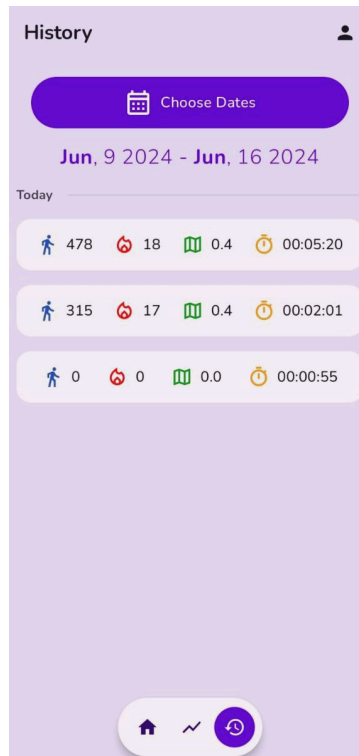 History
Choose Dates
Jun, 9 2024 - Jun, 16 2024
Today
478 18 0.4 00:05:20
315 17 0.4 00:02:01
0 0 0.0 00:00:55